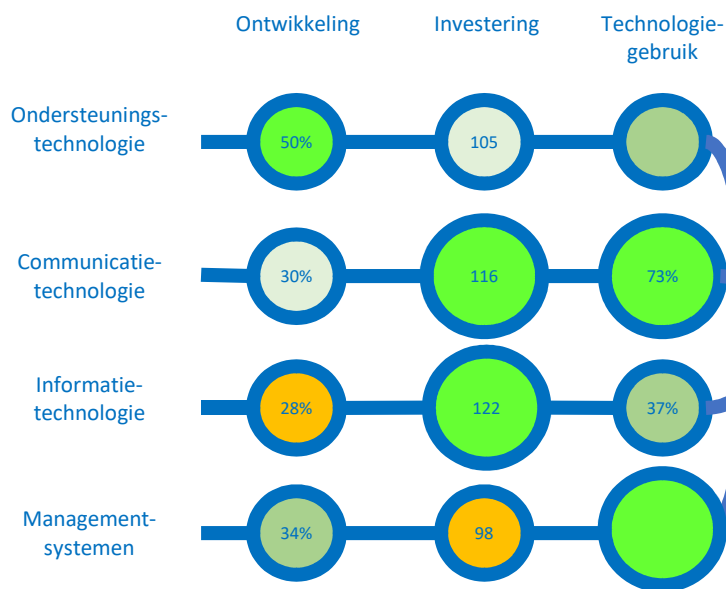 Ontwikkeling Investering Technologie-
gebruik
Ondersteunings-
technologie
50% 105
Communicatie-
technologie
30% 116 73%
Informatie-
technologie
28% 122 37%
Management-
systemen
34% 98